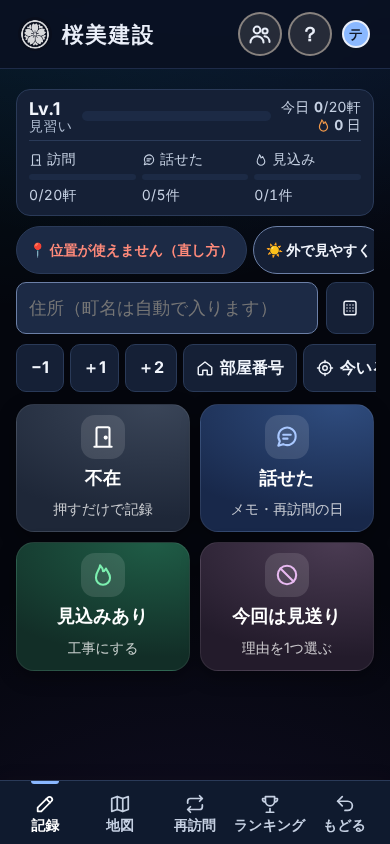 桜美建設
?
テ
Lv.1
見習い
今日 0/20軒
0 日
訪問
話せた
見込み
0/20軒
0/5件
0/1件
位置が使えません（直し方）
外で見やすく
住所（町名は自動で入ります）
−1
＋1
＋2
部屋番号
今い
不在
押すだけで記録
話せた
メモ・再訪問の日
見込みあり
工事にする
今回は見送り
理由を1つ選ぶ
記録
地図
再訪問
ランキング
もどる